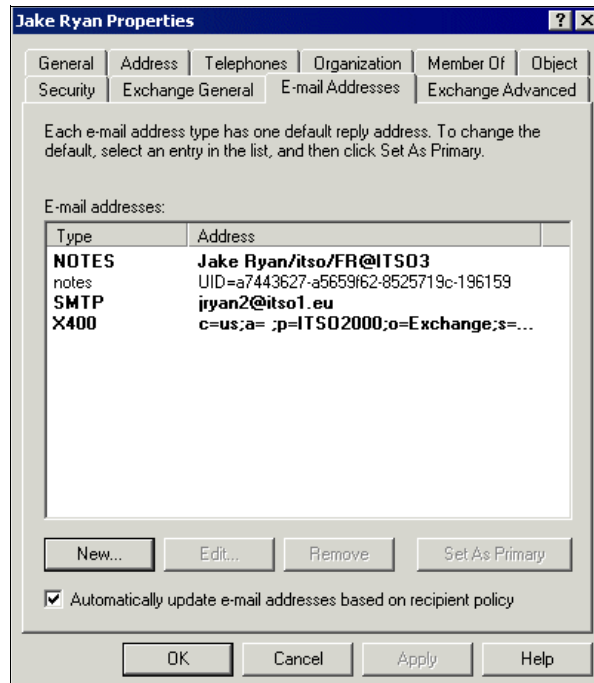 Jake Ryan Properties
General Address Telephones Organization Member Of Object
Security Exchange General E-mail Addresses Exchange Advanced
Each e-mail address type has one default reply address. To change the
default, select an entry in the list, and then click Set As Primary.
E-mail addresses:
Type Address
NOTES Jake Ryan/itso/FR@ITSO3
notes UID=a7443627-a5659f62-8525719c-196159
SMTP jryan2@itso1.eu
X400 c=us;a= ;p=ITSO2000;o=Exchange;s=...
New... Edit... Remove Set As Primary
Automatically update e-mail addresses based on recipient policy
OK Cancel Apply Help